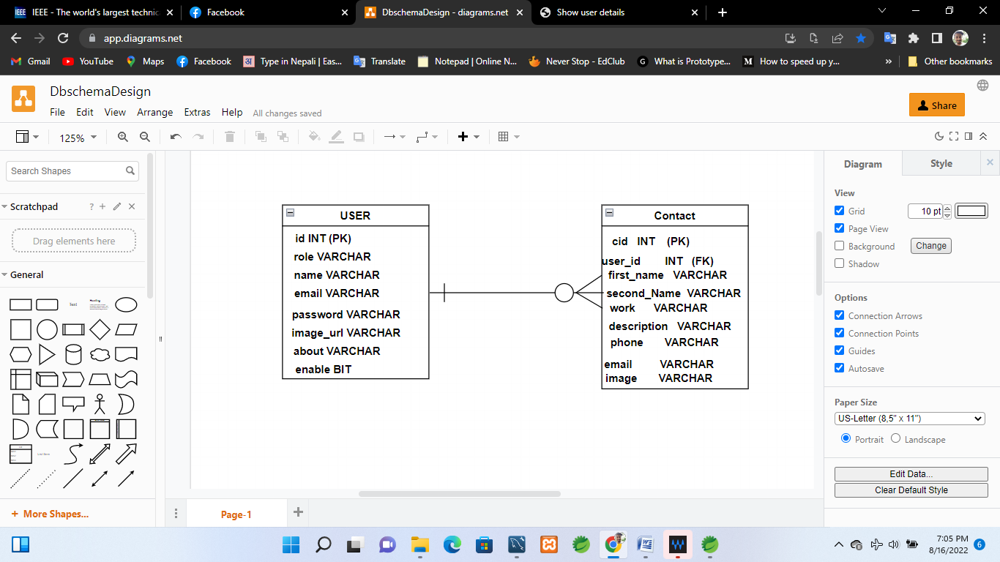 IEEE - The world's largest technic
Facebook
DbschemaDesign - diagrams.net
Show user details
app.diagrams.net
Gmail
YouTube
Maps
Facebook
Type in Nepali | Eas...
Translate
Notepad | Online N...
Never Stop - EdClub
What is Prototype...
How to speed up y...
»
Other bookmarks
DbschemaDesign
File Edit View Arrange Extras Help All changes saved
Share
125%
Search Shapes
Scratchpad
Drag elements here
General
More Shapes...
USER
id INT (PK)
role VARCHAR
name VARCHAR
email VARCHAR
password VARCHAR
image_url VARCHAR
about VARCHAR
enable BIT
Contact
cid INT (PK)
user_id INT (FK)
first_name VARCHAR
second_Name VARCHAR
work VARCHAR
description VARCHAR
phone VARCHAR
email VARCHAR
image VARCHAR
Diagram Style
View
Grid 10 pt
Page View
Background Change
Shadow
Options
Connection Arrows
Connection Points
Guides
Autosave
Paper Size
US-Letter (8,5" x 11")
Portrait Landscape
Edit Data...
Clear Default Style
Page-1
7:05 PM
8/16/2022
6